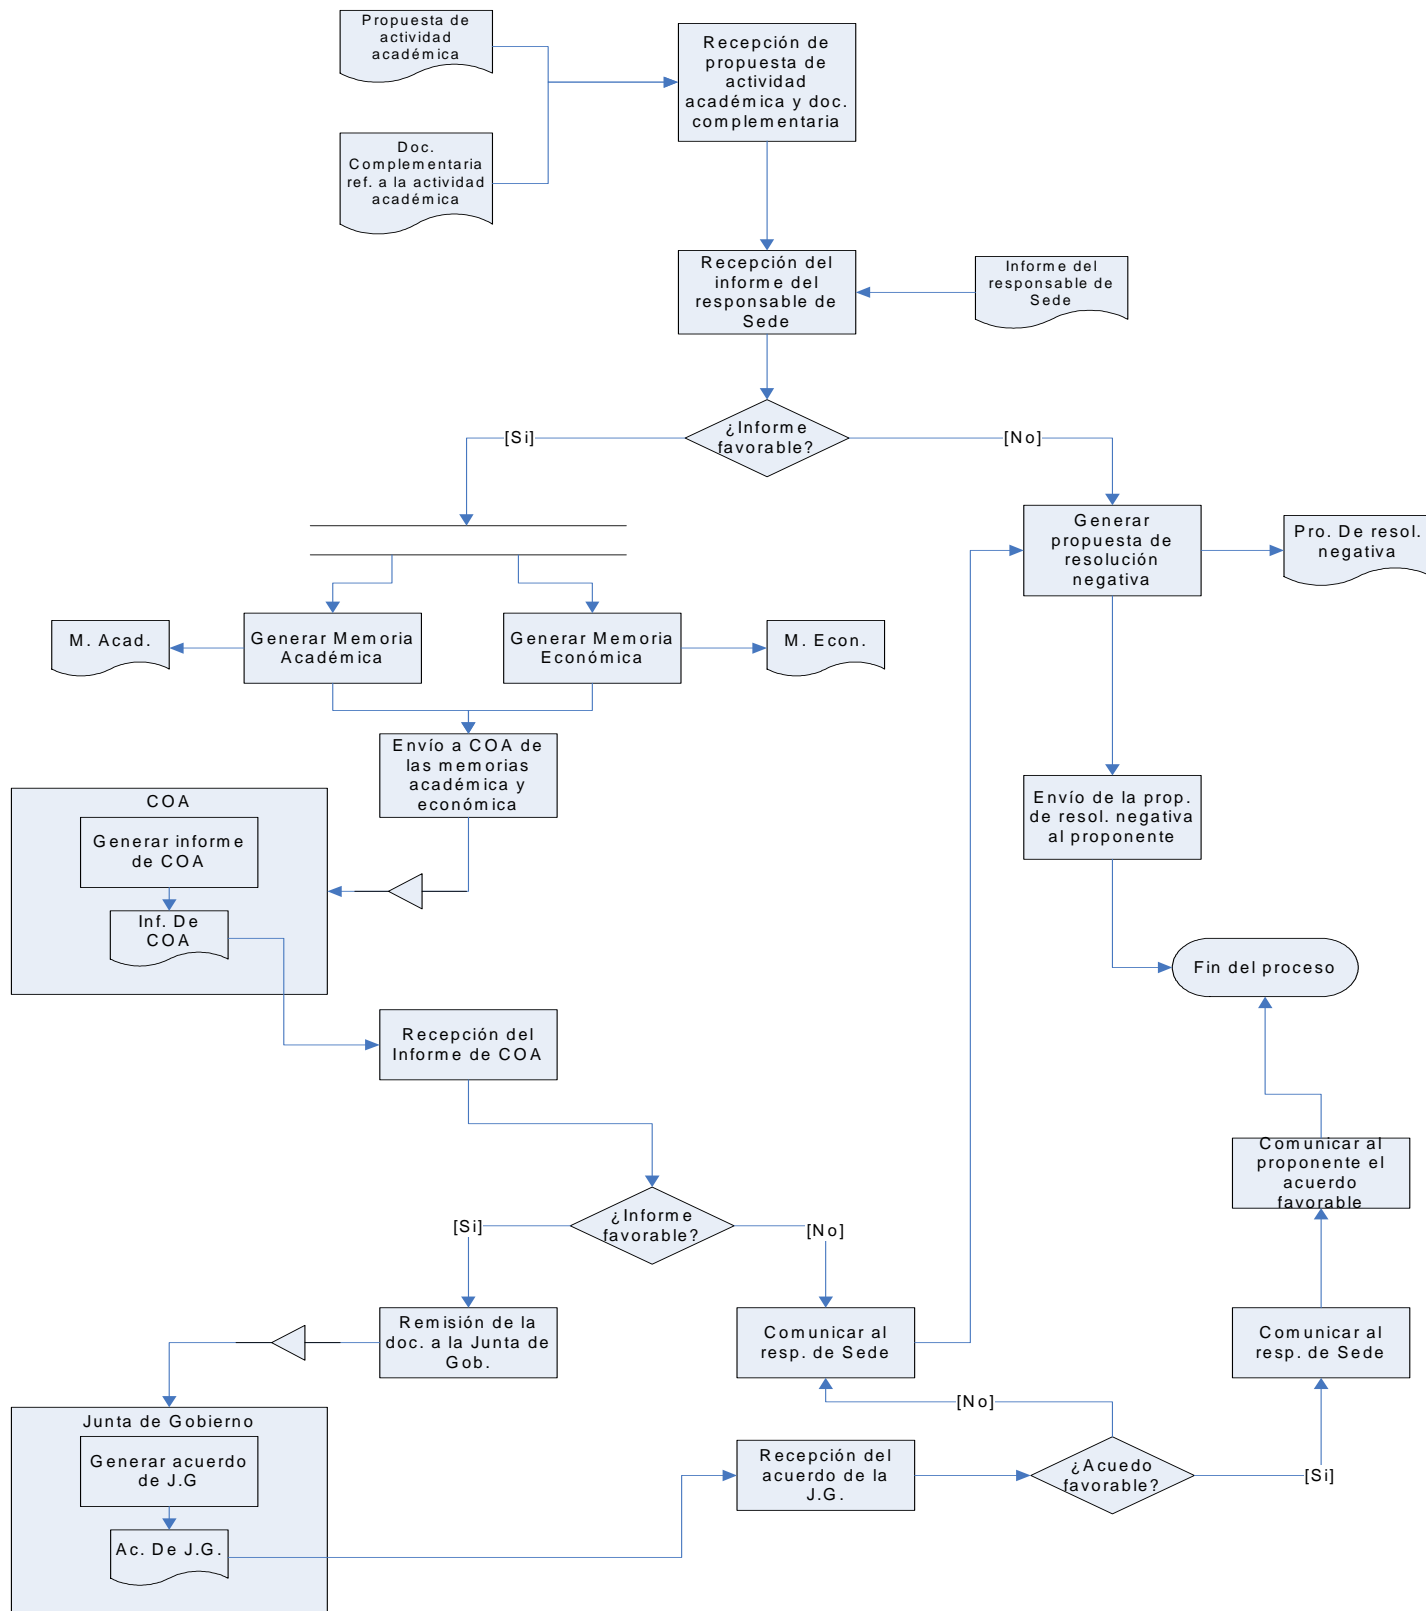 Propuesta de
actividad
académica
Recepción de
propuesta de
actividad
académica y doc.
complementaria
Doc.
Complementaria
ref. a la actividad
académica
Recepción del
informe del
responsable de
Sede
Informe del
responsable de
Sede
¿Informe
favorable?
[Si]
[No]
Generar
propuesta de
resolución
negativa
Pro. De resol.
negativa
M. Acad.
Generar Memoria
Académica
Generar Memoria
Económica
M. Econ.
Envío a COA de
las memorias
académica y
económica
Envío de la prop.
de resol. negativa
al proponente
COA
Generar informe
de COA
Inf. De
COA
Fin del proceso
Recepción del
Informe de COA
Comunicar al
proponente el
acuerdo
favorable
¿Informe
favorable?
[Si]
[No]
Remisión de la
doc. a la Junta de
Gob.
Comunicar al
resp. de Sede
Comunicar al
resp. de Sede
[No]
Junta de Gobierno
Generar acuerdo
de J.G
Ac. De J.G.
Recepción del
acuerdo de la
J.G.
¿Acuedo
favorable?
[Si]